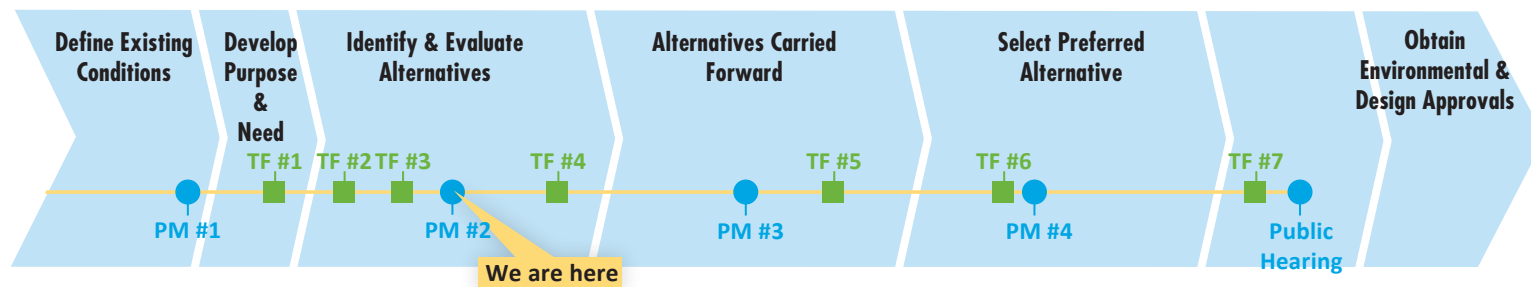 Define Existing
Conditions
Develop
Purpose
&
Need
Identify & Evaluate
Alternatives
Alternatives Carried
Forward
Select Preferred
Alternative
Obtain
Environmental &
Design Approvals
TF #1
TF #2
TF #3
TF #4
TF #5
TF #6
TF #7
PM #1
PM #2
PM #3
PM #4
Public
Hearing
We are here